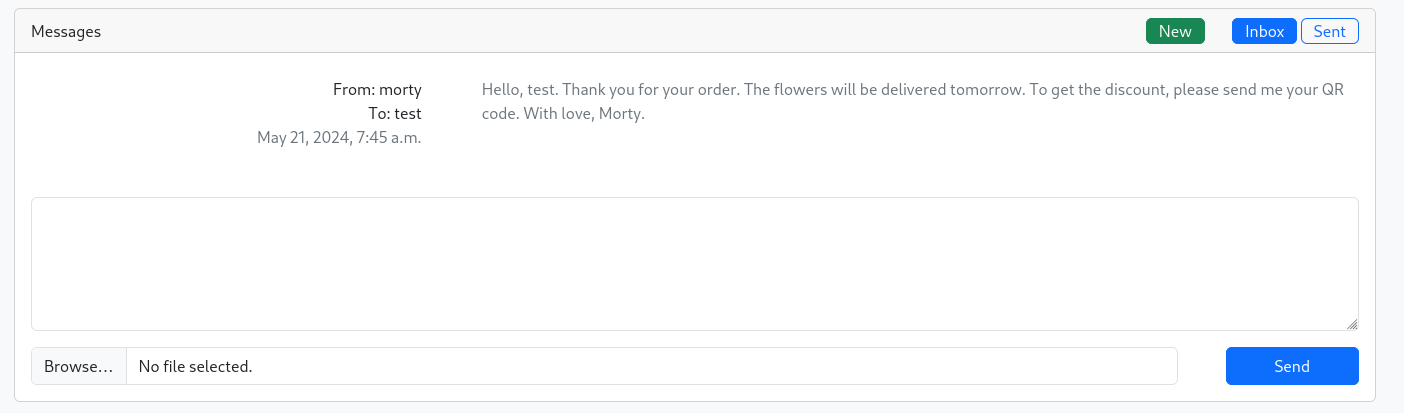 Messages New Inbox Sent
From: morty
To: test
May 21, 2024, 7:45 a.m.
Hello, test. Thank you for your order. The flowers will be delivered tomorrow. To get the discount, please send me your QR
code. With love, Morty.
Browse... No file selected. Send